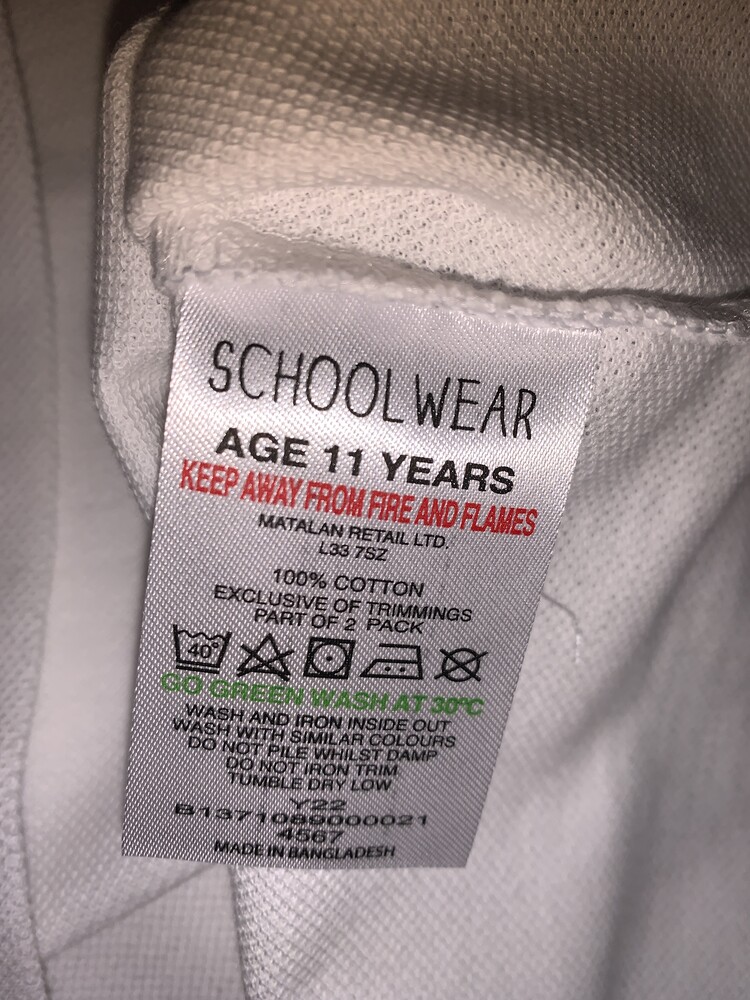 SCHOOLWEAR
AGE 11 YEARS
KEEP AWAY FROM FIRE AND FLAMES
MATALAN RETAIL LTD.
L33 7SZ
100% COTTON
EXCLUSIVE OF TRIMMINGS
PART OF 2 PACK
40°
GO GREEN WASH AT 30°C
WASH AND IRON INSIDE OUT
WASH WITH SIMILAR COLOURS
DO NOT PILE WHILST DAMP
DO NOT IRON TRIM
TUMBLE DRY LOW
Y22
B1371089000021
4567
MADE IN BANGLADESH